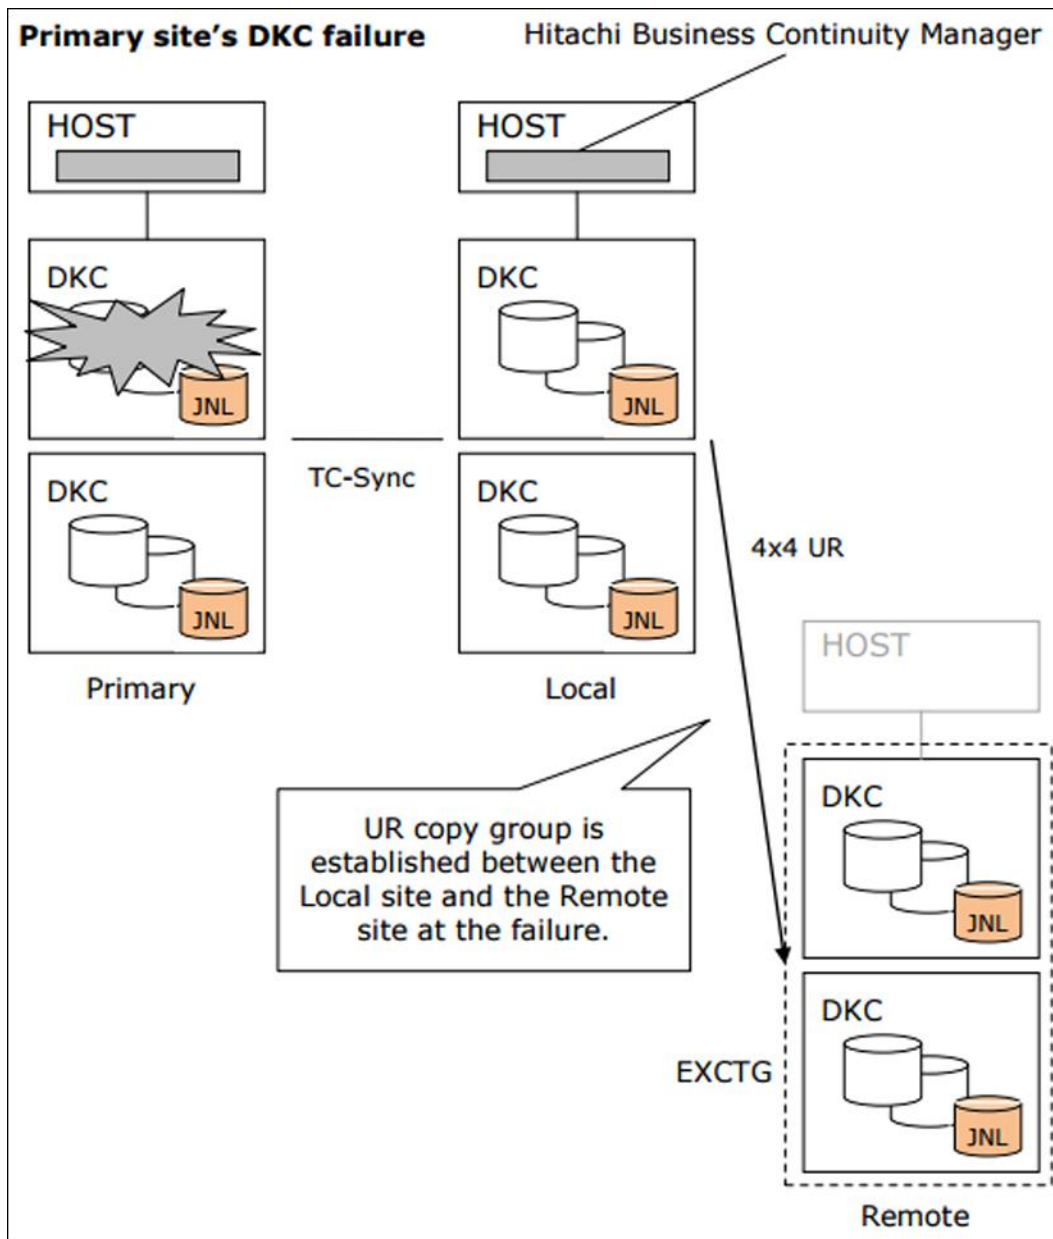 Primary site's DKC failure
Hitachi Business Continuity Manager
HOST
HOST
DKC
JNL
DKC
JNL
TC-Sync
DKC
JNL
DKC
JNL
4x4 UR
Primary
Local
HOST
UR copy group is
established between the
Local site and the Remote
site at the failure.
DKC
JNL
DKC
JNL
EXCTG
Remote